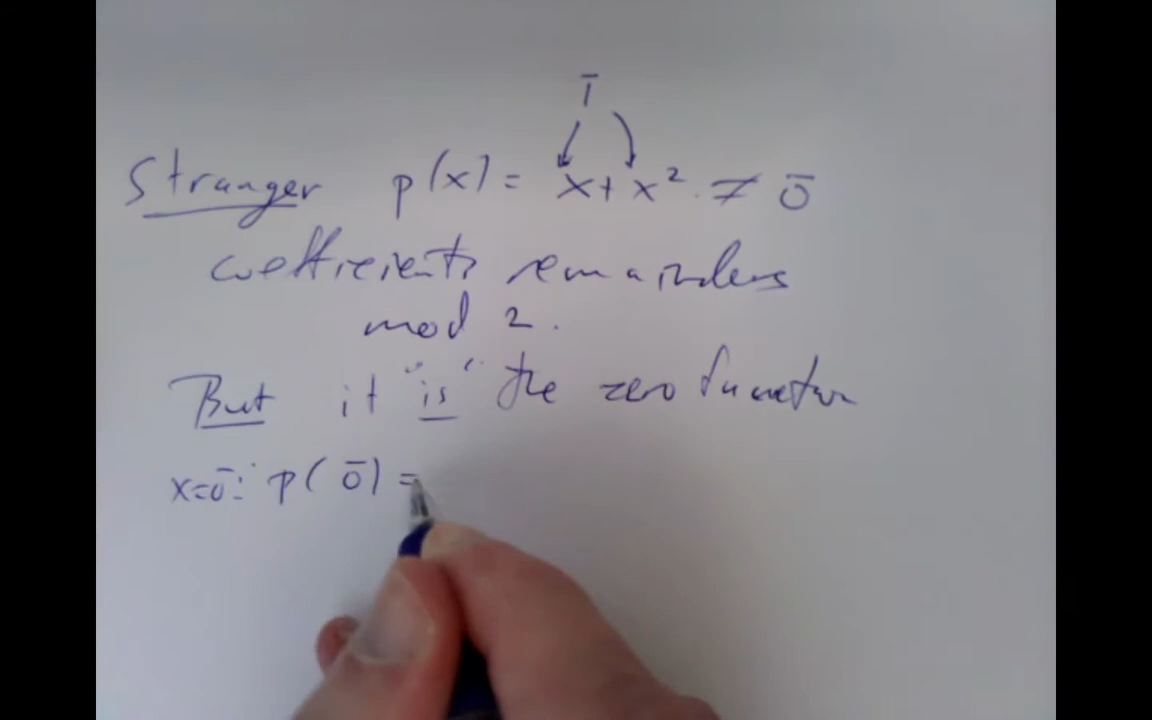 1̄
Stranger p(x) = x + x² ≠ 0̄
coefficients remainders
mod 2.
But it "is" the zero function
x=0̄: p(0̄) =